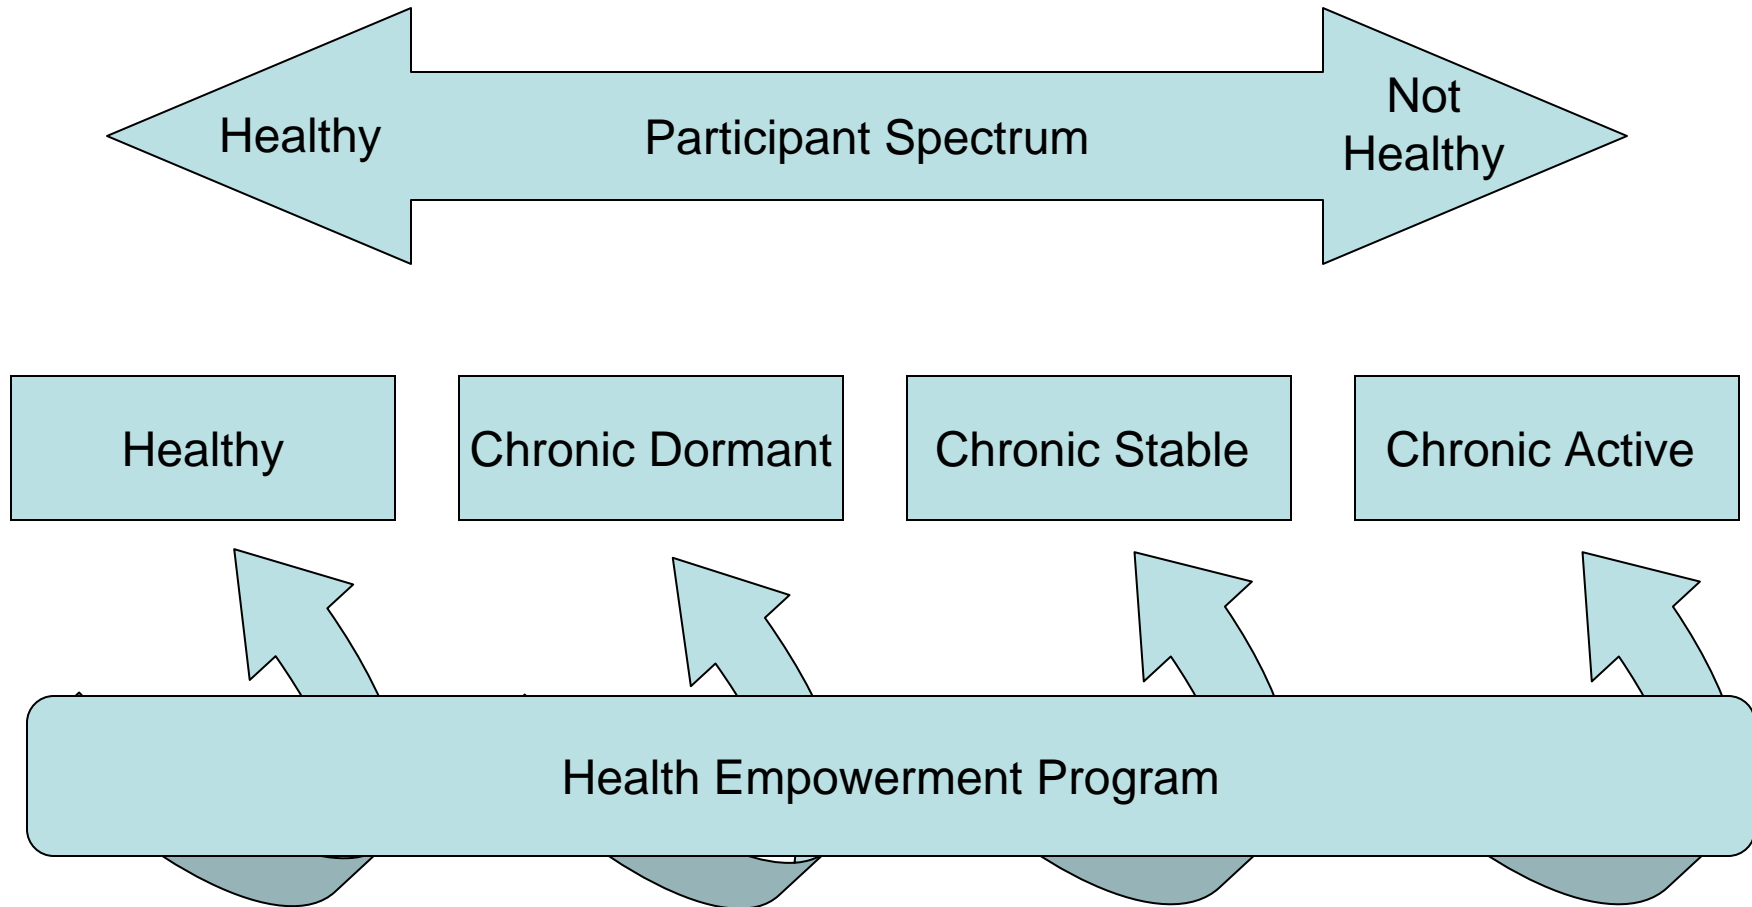 Healthy
Participant Spectrum
Not
Healthy
Healthy
Chronic Dormant
Chronic Stable
Chronic Active
Health Empowerment Program